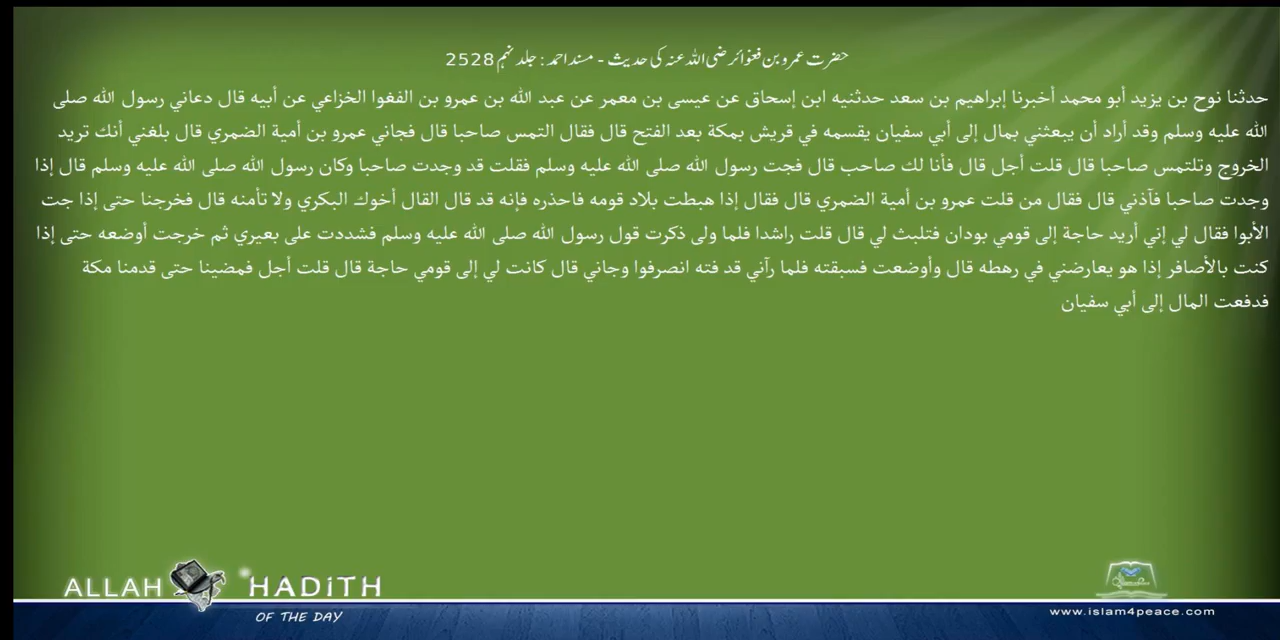 حضرت عمرو بن فغوائر ضی اللہ عنہ کی حدیث - مسند احمد : جلد نہم 2528
حدثنا نوح بن يزيد أبو محمد أخبرنا إبراهيم بن سعد حدثنيه ابن إسحاق عن عيسى بن معمر عن عبد الله بن عمرو بن الفغوا الخزاعي عن أبيه قال دعاني رسول الله صلى
الله عليه وسلم وقد أراد أن يبعثني بمال إلى أبي سفيان يقسمه في قريش بمكة بعد الفتح قال فقال التمس صاحبا قال فجاني عمرو بن أمية الضمري قال بلغني أنك تريد
الخروج وتلتمس صاحبا قال قلت أجل قال فأنا لك صاحب قال فجت رسول الله صلى الله عليه وسلم فقلت قد وجدت صاحبا وكان رسول الله صلى الله عليه وسلم قال إذا
وجدت صاحبا فآذني قال فقال من قلت عمرو بن أمية الضمري قال فقال إذا هبطت بلاد قومه فاحذره فإنه قد قال القال أخوك البكري ولا تأمنه قال فخرجنا حتى إذا جت
الأبوا فقال لي إني أريد حاجة إلى قومي بودان فتلبث لي قال قلت راشدا فلما ولى ذكرت قول رسول الله صلى الله عليه وسلم فشددت على بعيري ثم خرجت أوضعه حتى إذا
كنت بالأصافر إذا هو يعارضني في رهطه قال وأوضعت فسبقته فلما رآني قد فته انصرفوا وجاني قال كانت لي إلى قومي حاجة قال قلت أجل فمضينا حتى قدمنا مكة
فدفعت المال إلى أبي سفيان
ALLAH HADITH
OF THE DAY
www.islam4peace.com